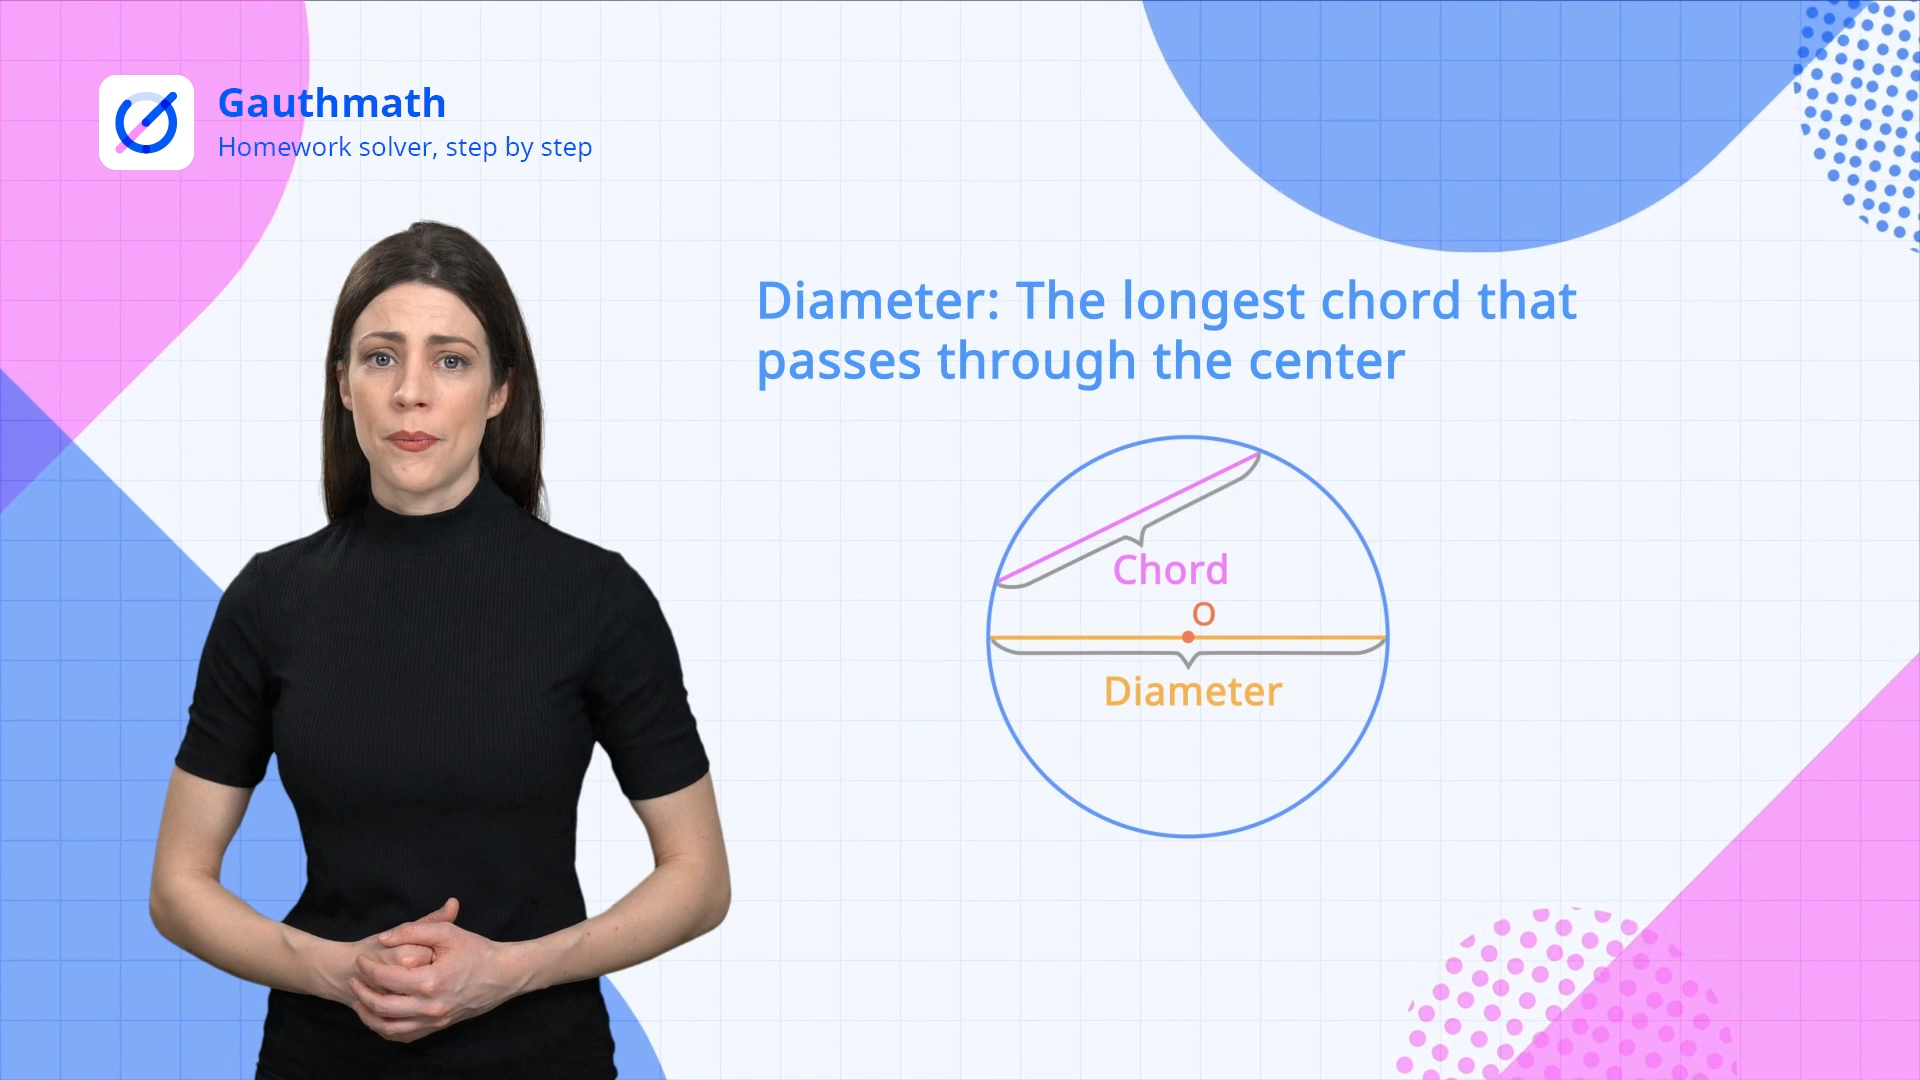 Gauthmath
Homework solver, step by step
Diameter: The longest chord that
passes through the center
Chord
O
Diameter